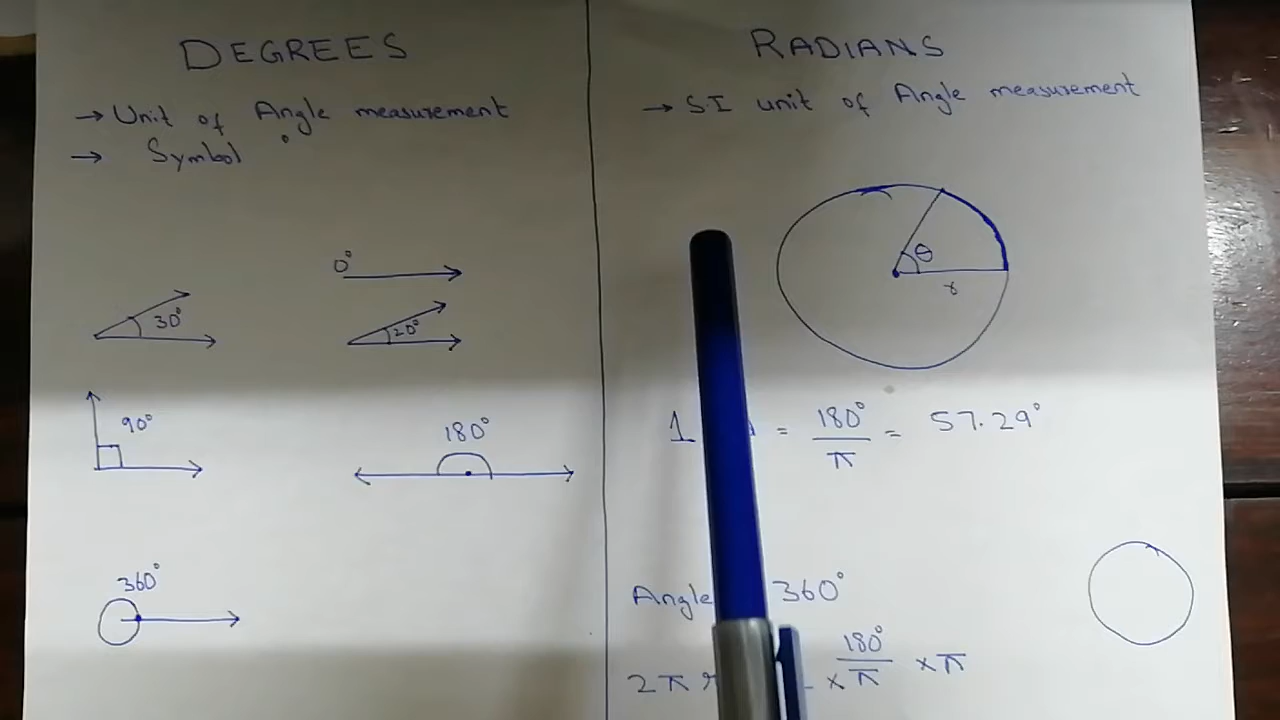 DEGREES
→ Unit of Angle measurement
→ Symbol °
0°
30°
20°
90°
180°
360°
RADIANS
→ S.I unit of Angle measurement
θ
r
1 = 180°/π = 57.29°
Angle 360°
2π × 180°/π × π